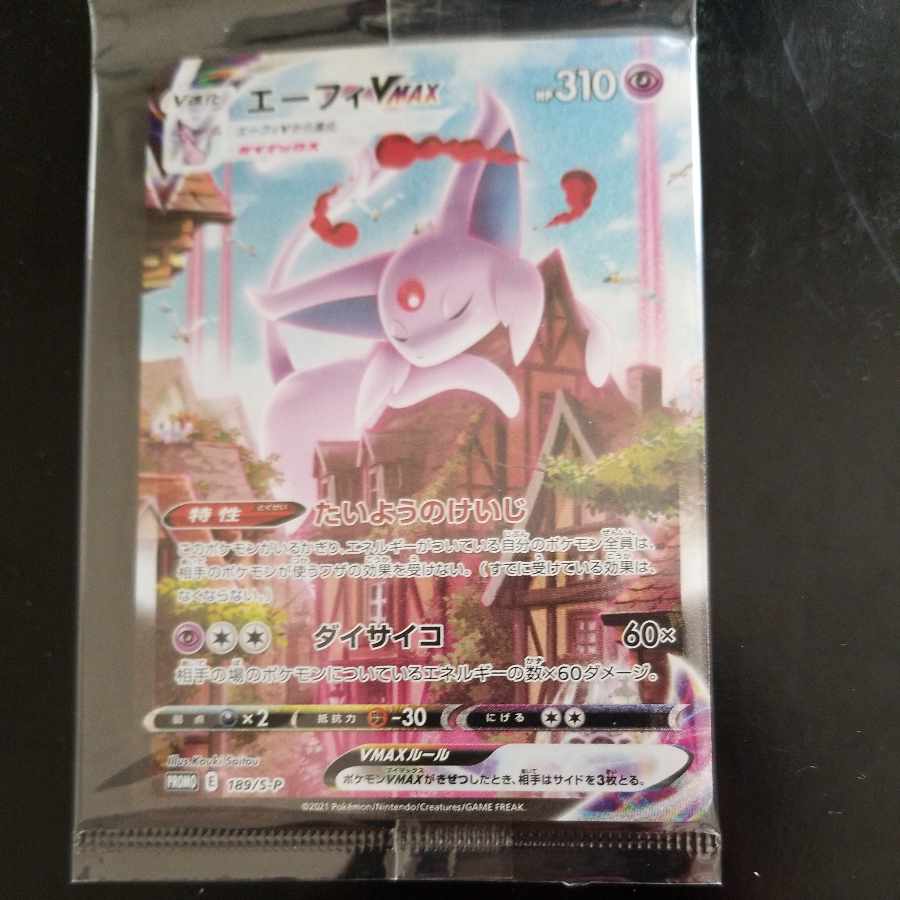 V進化
エーフィVMAX
HP310
エーフィVから進化
ダイマックス
特性
とくせい
たいようのけいじ
このポケモンがいるかぎり、エネルギーがついている自分のポケモン全員は、
相手のポケモンが使うワザの効果を受けない。(すでに受けている効果は、
なくならない。)
ダイサイコ 60×
相手の場のポケモンについているエネルギーの数×60ダメージ。
弱点 ×2 抵抗力 -30 にげる
Illus. Kouki Saitou
VMAXルール
PROMO E 189/S-P
ポケモンVMAXがきぜつしたとき、相手はサイドを3枚とる。
©2021 Pokémon/Nintendo/Creatures/GAME FREAK.